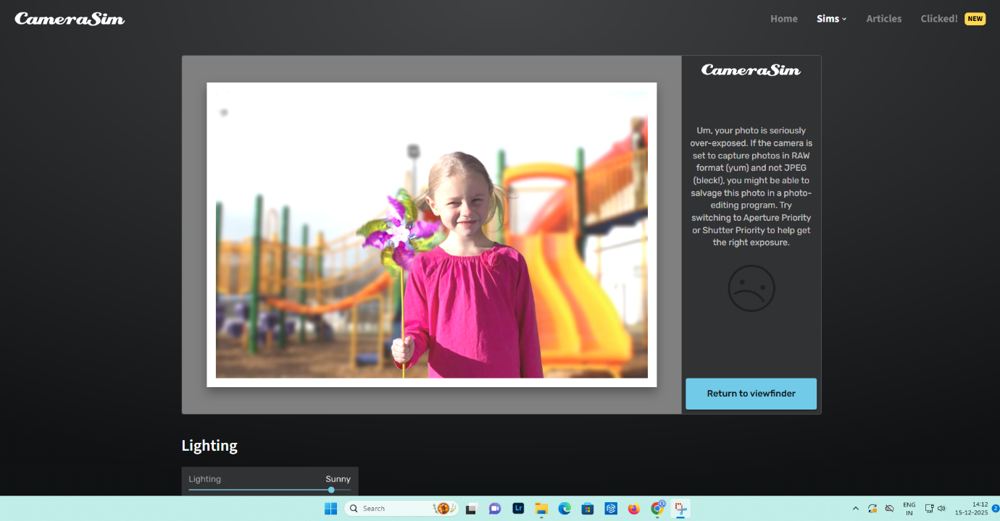 CameraSim
Home
Sims
Articles
Clicked!
NEW
CameraSim
Um, your photo is seriously
over-exposed. If the camera is
set to capture photos in RAW
format (yum) and not JPEG
(bleck!), you might be able to
salvage this photo in a photo-
editing program. Try
switching to Aperture Priority
or Shutter Priority to help get
the right exposure.
Return to viewfinder
Lighting
Lighting
Sunny
Search
Lr
ENG
IN
14:12
15-12-2025
2